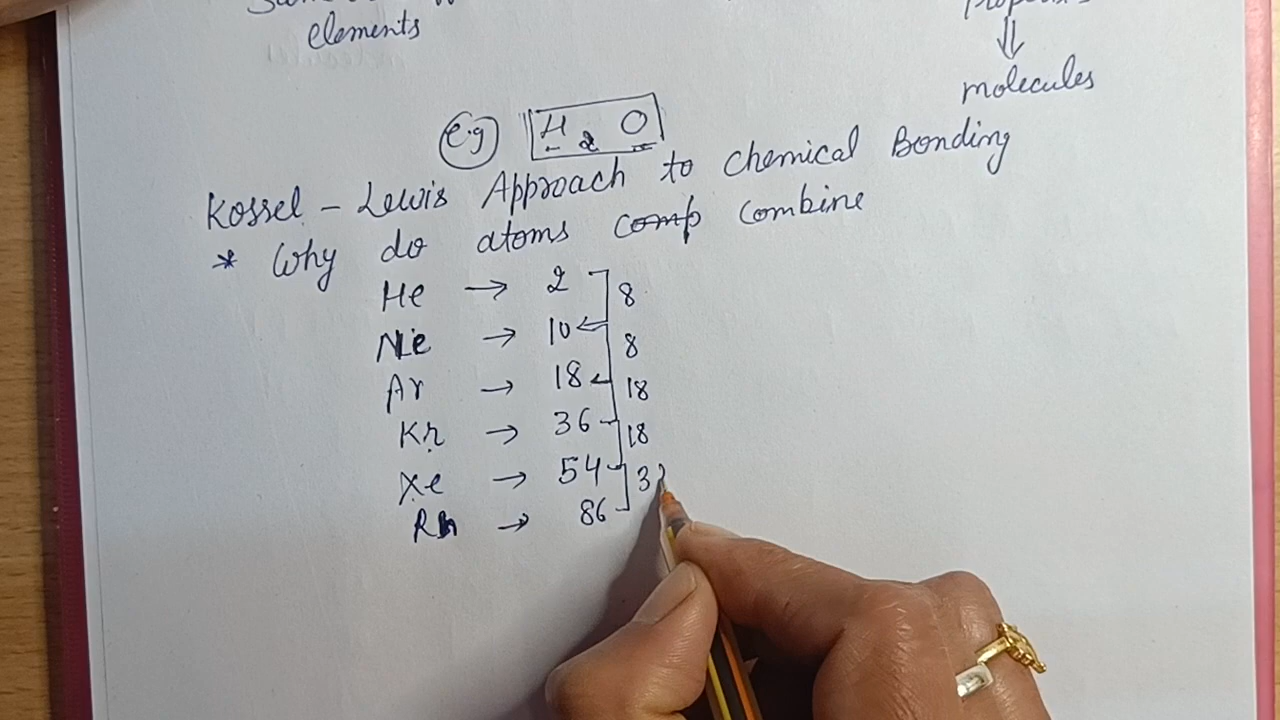 elements
molecules
e.g H2O
Kossel - Lewis Approach to Chemical Bonding
* Why do atoms comp combine
He → 2
8
Ne → 10
8
Ar → 18
18
Kr → 36
18
Xe → 54
3
Rn → 86